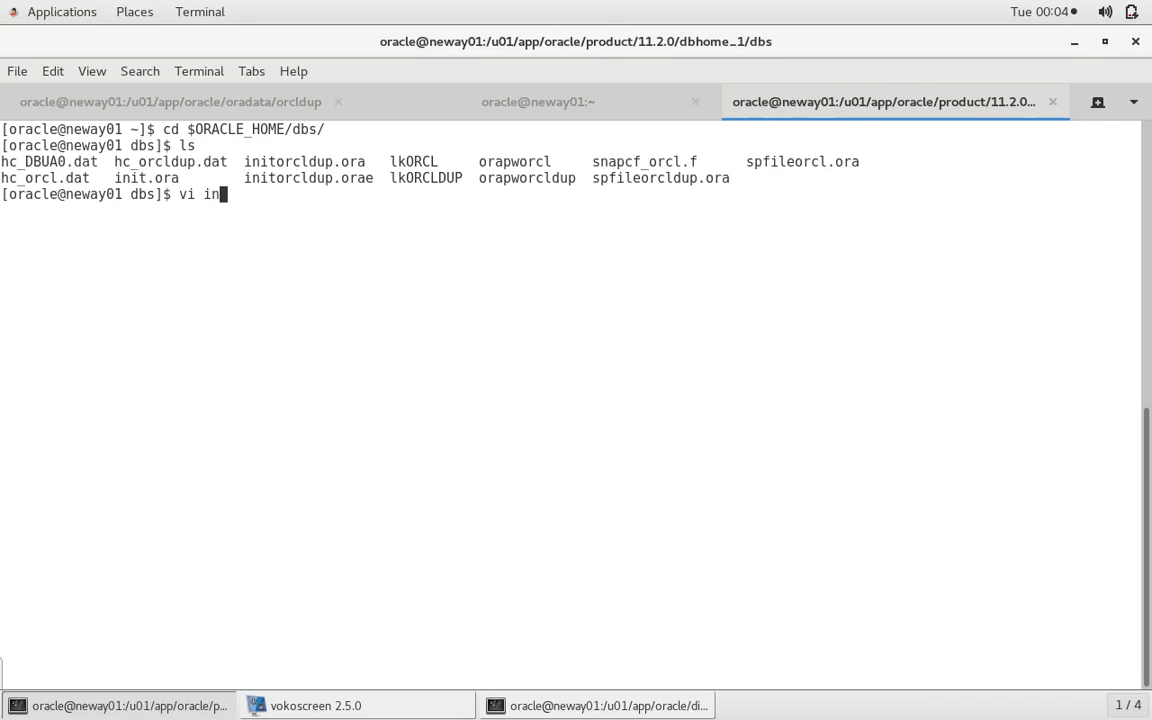 Applications Places Terminal Tue 00:04
oracle@neway01:/u01/app/oracle/product/11.2.0/dbhome_1/dbs
File Edit View Search Terminal Tabs Help
oracle@neway01:/u01/app/oracle/oradata/orcldup oracle@neway01:~ oracle@neway01:/u01/app/oracle/product/11.2.0...
[oracle@neway01 ~]$ cd $ORACLE_HOME/dbs/
[oracle@neway01 dbs]$ ls
hc_DBUA0.dat hc_orcldup.dat initorcldup.ora lkORCL orapworcl snapcf_orcl.f spfileorcl.ora
hc_orcl.dat init.ora initorcldup.orae lkORCLDUP orapworcldup spfileorcldup.ora
[oracle@neway01 dbs]$ vi in
oracle@neway01:/u01/app/oracle/p... vokoscreen 2.5.0 oracle@neway01:/u01/app/oracle/di... 1 / 4